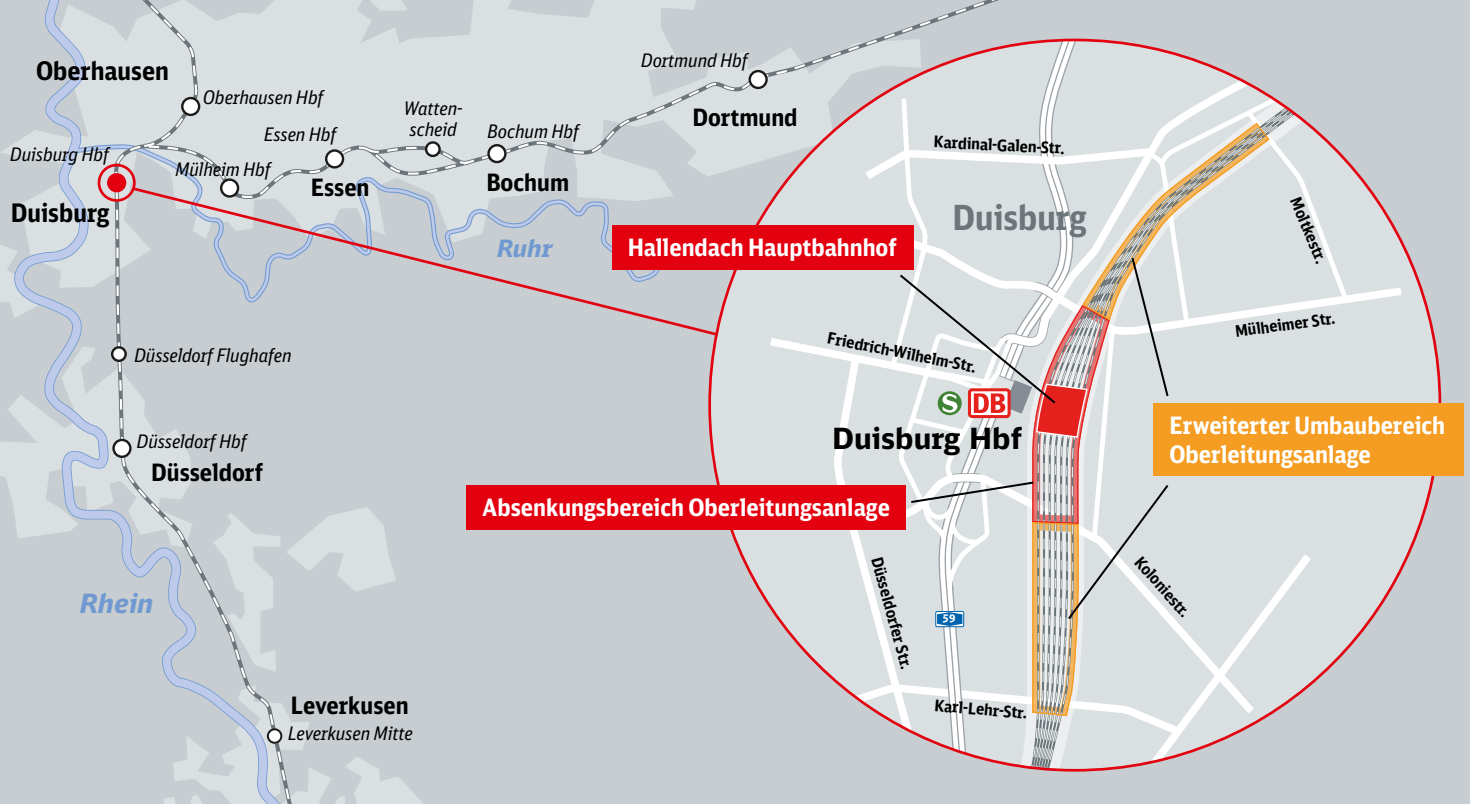 Oberhausen
Oberhausen Hbf
Duisburg Hbf
Duisburg
Mülheim Hbf
Essen Hbf
Essen
Watten-
scheid
Bochum Hbf
Bochum
Dortmund Hbf
Dortmund
Ruhr
Düsseldorf Flughafen
Düsseldorf Hbf
Düsseldorf
Rhein
Leverkusen
Leverkusen Mitte
Kardinal-Galen-Str.
Duisburg
Moltkestr.
Hallendach Hauptbahnhof
Mülheimer Str.
Friedrich-Wilhelm-Str.
S DB
Duisburg Hbf
Erweiterter Umbaubereich
Oberleitungsanlage
Absenkungsbereich Oberleitungsanlage
Koloniestr.
Düsseldorfer Str.
59
Karl-Lehr-Str.